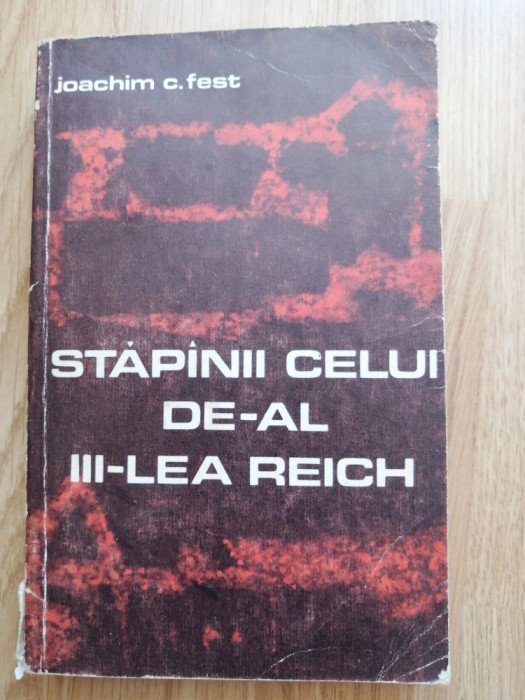 joachim c. fest
STĂPÎNII CELUI
DE-AL
III-LEA REICH